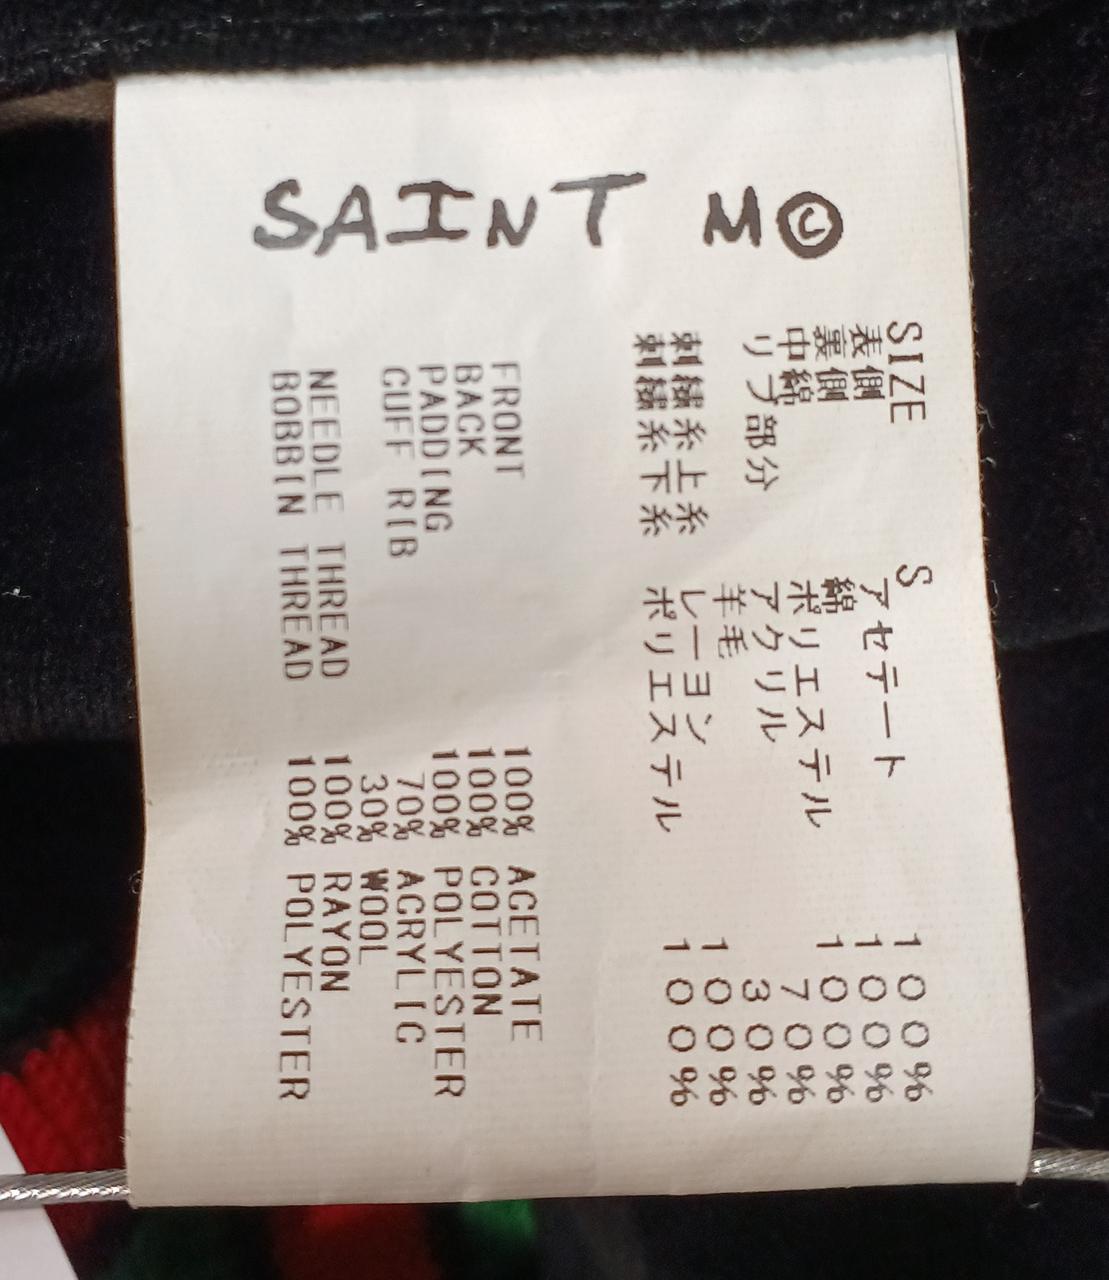 SAINT M©
SIZE S
表側 アセテート 100%
裏側 綿 100%
中綿 ポリエステル 100%
リブ部分 アクリル 70%
羊毛 30%
刺繍糸上糸 レーヨン 100%
刺繍糸下糸 ポリエステル 100%
FRONT 100% ACETATE
BACK 100% COTTON
PADDING 100% POLYESTER
CUFF RIB 70% ACRYLIC
30% WOOL
NEEDLE THREAD 100% RAYON
BOBBIN THREAD 100% POLYESTER